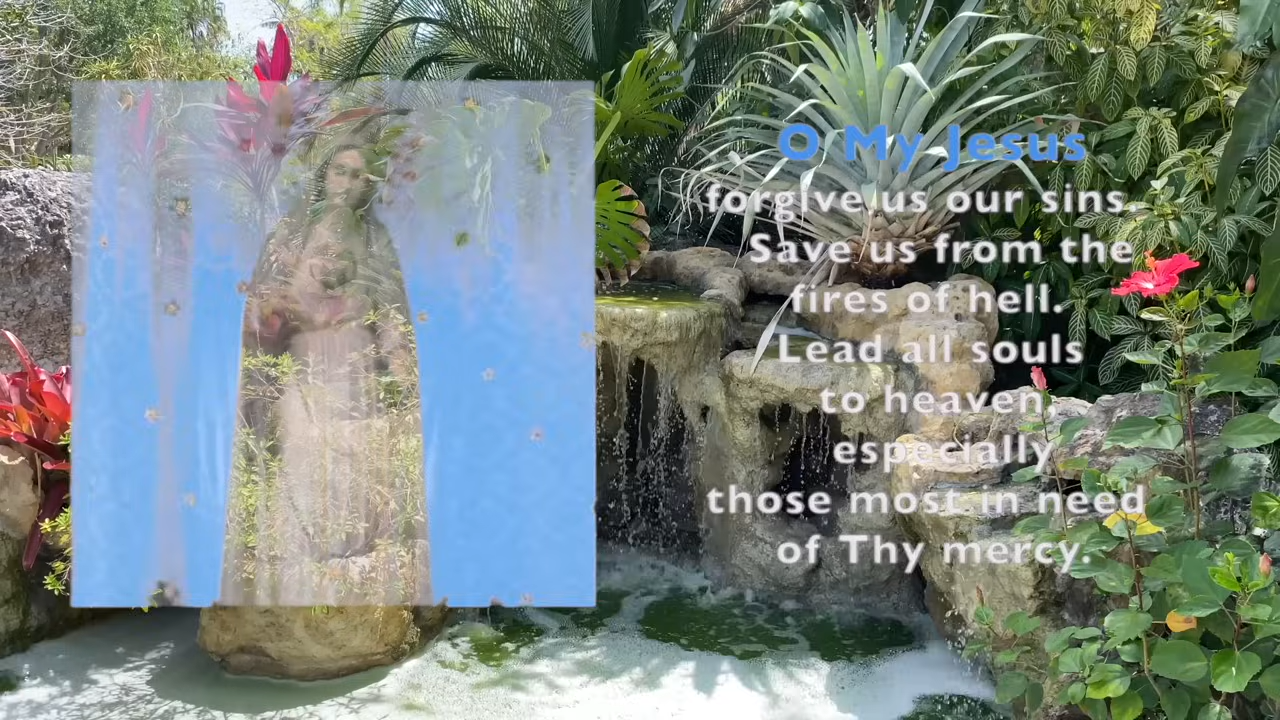 O My Jesus
forgive us our sins.
Save us from the
fires of hell.
Lead all souls
to heaven,
especially
those most in need
of Thy mercy.